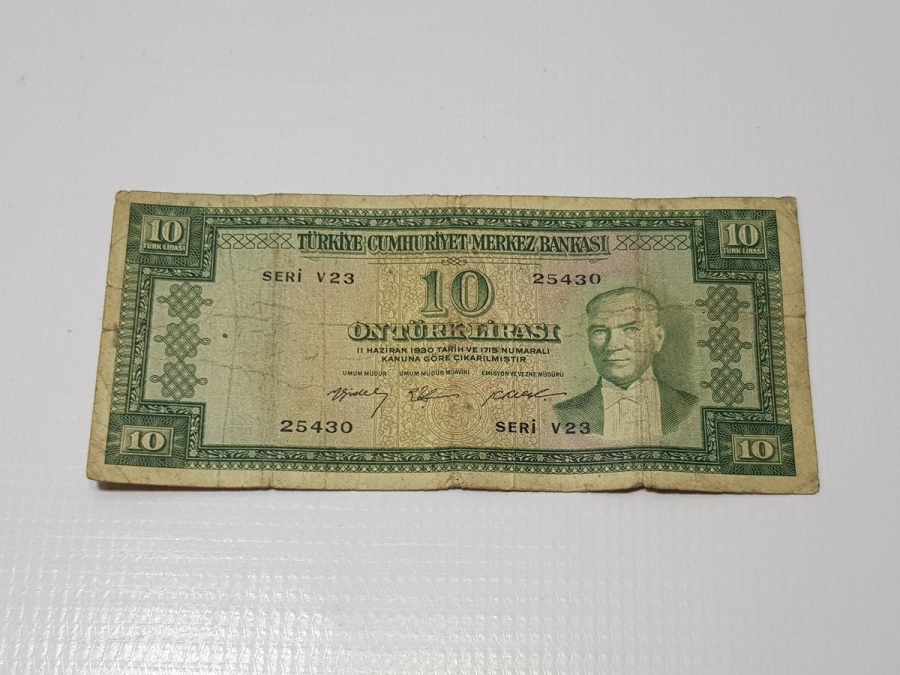 10 TÜRKİYE CUMHURİYET MERKEZ BANKASI 10
TÜRK LİRASI TÜRK LİRASI
SERİ V23 25430
10
ON TÜRK LİRASI
11 HAZİRAN 1930 TARİH VE 1715 NUMARALI
KANUNA GÖRE ÇIKARILMIŞTIR
UMUM MÜDÜR UMUM MÜDÜR MUAVİNİ EMİSYON VE VEZNE MÜDÜRÜ
25430 SERİ V23
10 10